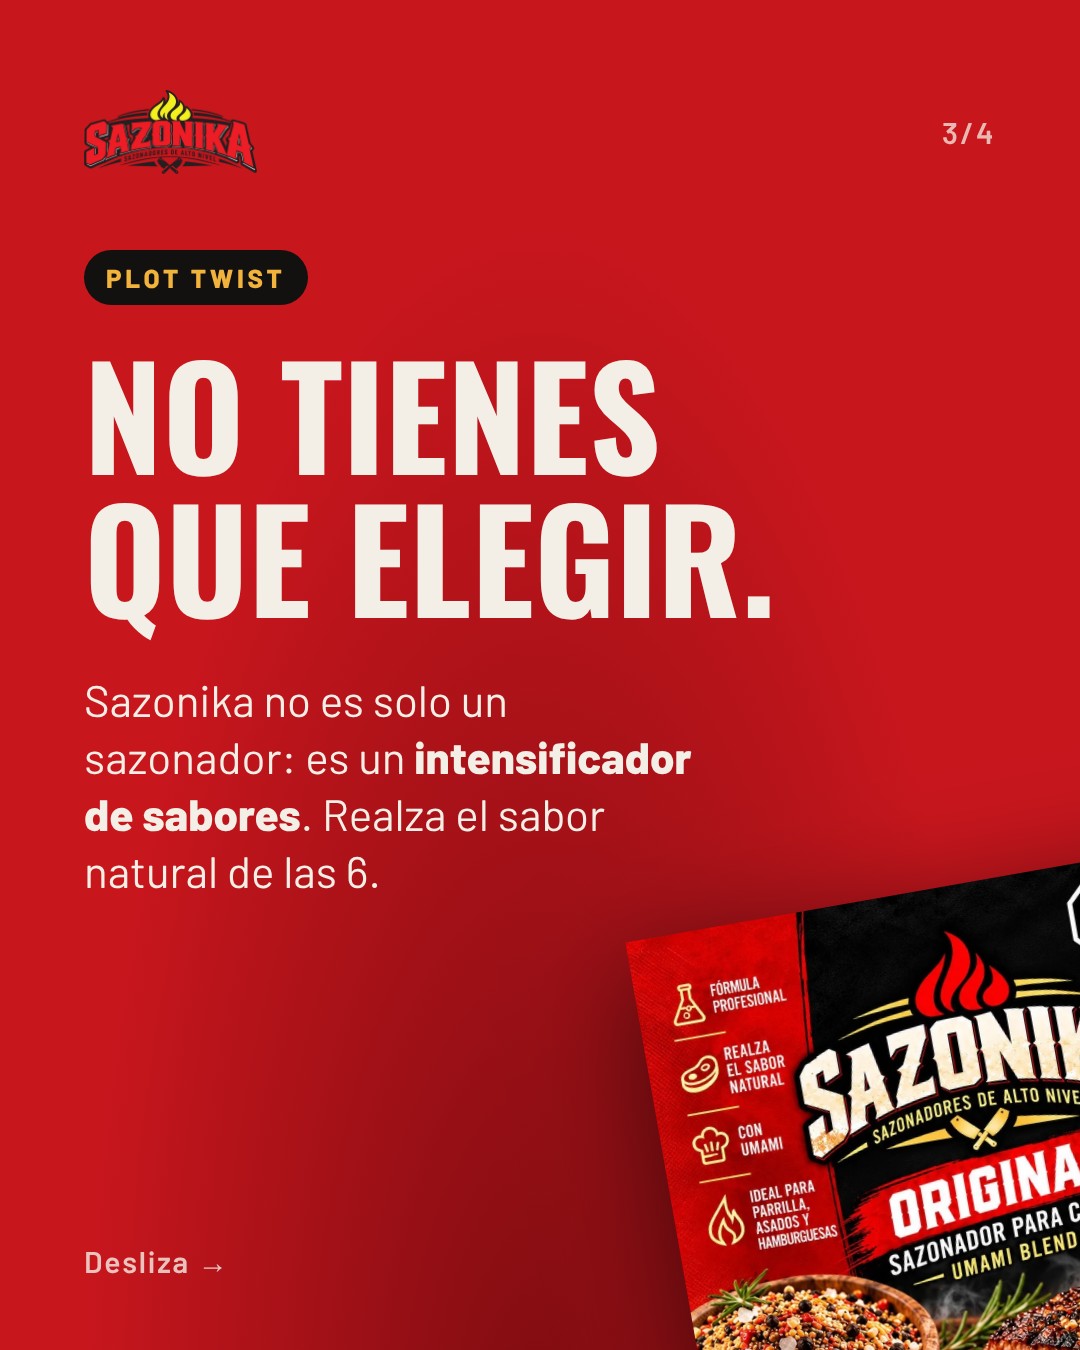 SAZONIKA
SAZONADORES DE ALTO NIVEL
3/4
PLOT TWIST
NO TIENES
QUE ELEGIR.
Sazonika no es solo un
sazonador: es un intensificador
de sabores. Realza el sabor
natural de las 6.
FÓRMULA
PROFESIONAL
REALZA
EL SABOR
NATURAL
CON
UMAMI
IDEAL PARA
PARRILLA,
ASADOS Y
HAMBURGUESAS
SAZONIK
SAZONADORES DE ALTO NIVE
ORIGINA
SAZONADOR PARA C
UMAMI BLEND
Desliza →